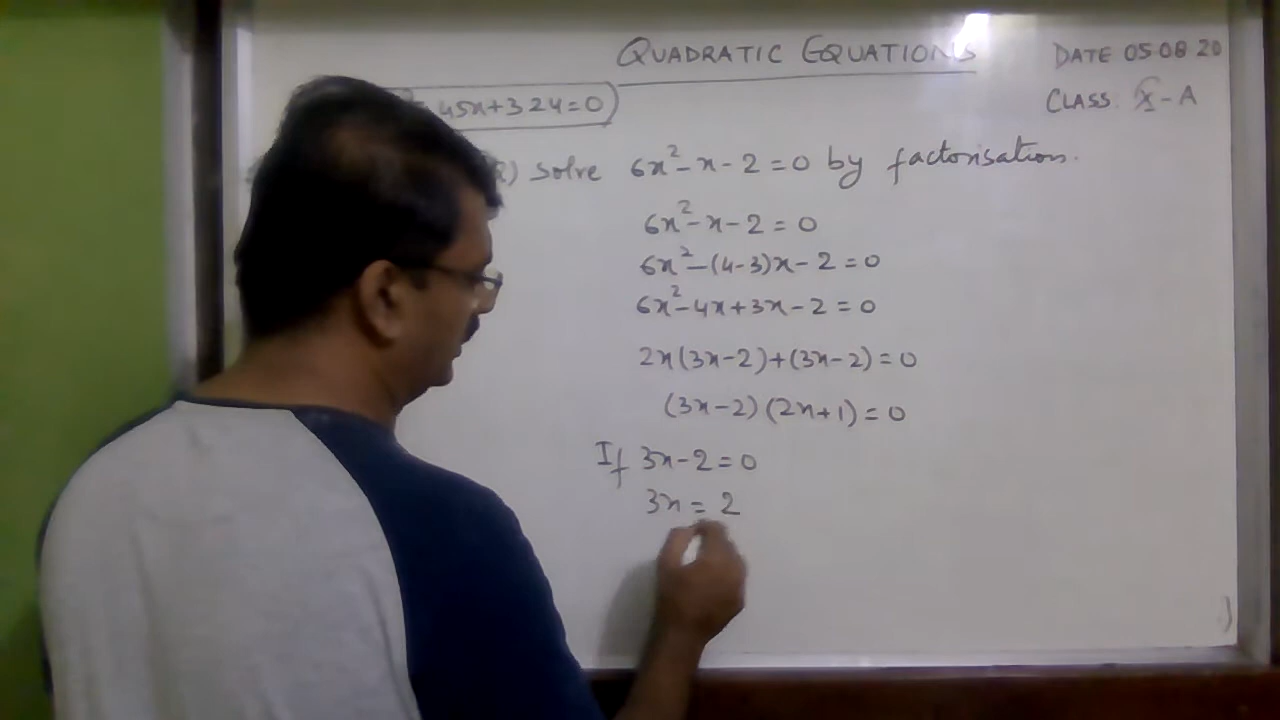 QUADRATIC EQUATIONS
DATE 05 08 20
CLASS X-A
45x+324=0
2) Solve 6x²-x-2=0 by factorisation.
6x²-x-2=0
6x²-(4-3)x-2=0
6x²-4x+3x-2=0
2x(3x-2)+(3x-2)=0
(3x-2)(2x+1)=0
If 3x-2=0
3x=2